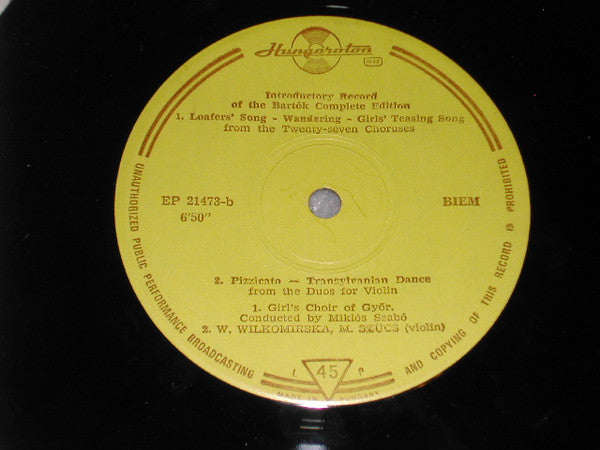 Hungaroton
Introductory Record
of the Bartók Complete Edition
1. Loafers' Song - Wandering - Girls' Teasing Song
from the Twenty-seven Choruses
EP 21473-b
6'50"
BIEM
2. Pizzicato — Transylvanian Dance
from the Duos for Violin
1. Girl's Choir of Győr.
Conducted by Miklós Szabó
2. W. WILKOMIRSKA, M. SZUCS (violin)
L 45 P
MADE IN HUNGARY
UNAUTHORIZED PUBLIC PERFORMANCE BROADCASTING AND COPYING OF THIS RECORD IS PROHIBITED